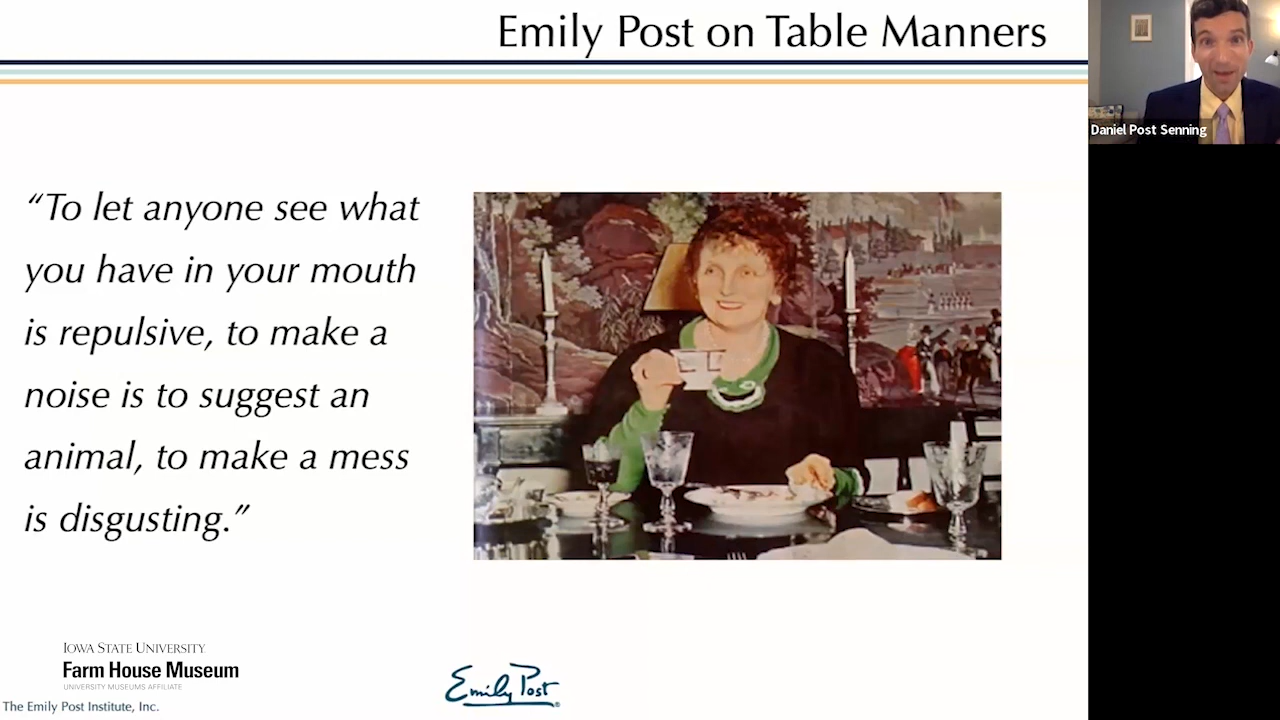 Emily Post on Table Manners
Daniel Post Senning
“To let anyone see what
you have in your mouth
is repulsive, to make a
noise is to suggest an
animal, to make a mess
is disgusting.”
IOWA STATE UNIVERSITY
Farm House Museum
UNIVERSITY MUSEUMS AFFILIATE
Emily Post®
The Emily Post Institute, Inc.